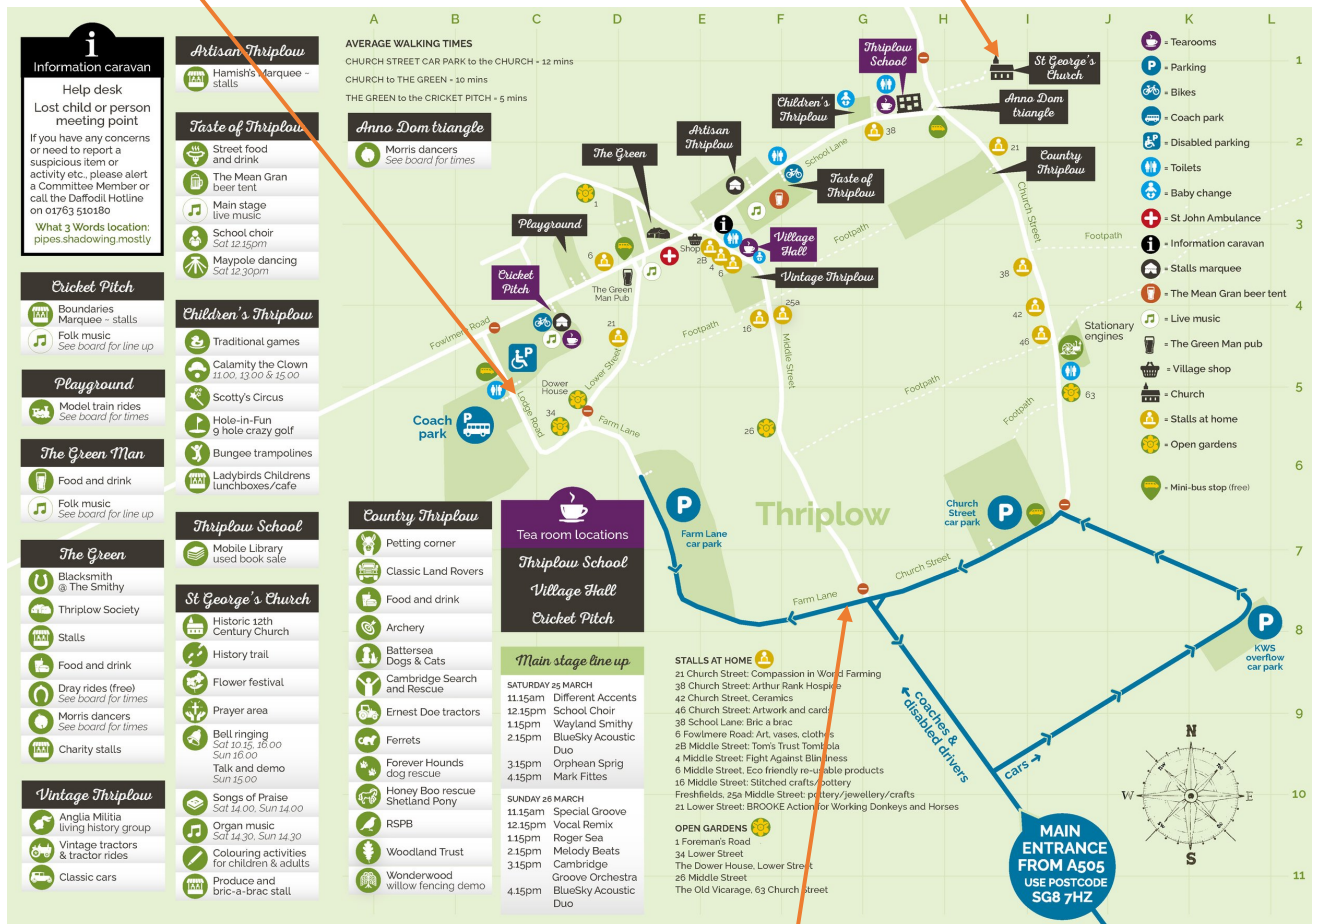 A B C D E F G H I J K L
1
2
3
4
5
6
7
8
9
10
11
i
Information caravan
Help desk
Lost child or person
meeting point
If you have any concerns
or need to report a
suspicious item or
activity etc., please alert
a Committee Member or
call the Daffodil Hotline
on 01763 510180
What 3 Words location:
pipes.shadowing.mostly
Cricket Pitch
Boundaries
Marquee – stalls
Folk music
See board for line up
Playground
Model train rides
See board for times
The Green Man
Food and drink
Folk music
See board for line up
The Green
Blacksmith
@ The Smithy
Thriplow Society
Stalls
Food and drink
Dray rides (free)
See board for times
Morris dancers
See board for times
Charity stalls
Vintage Thriplow
Anglia Militia
living history group
Vintage tractors
& tractor rides
Classic cars
Artisan Thriplow
Hamish's Marquee –
stalls
Taste of Thriplow
Street food
and drink
The Mean Gran
beer tent
Main stage
live music
School choir
Sat 12.15pm
Maypole dancing
Sat 12.30pm
Children's Thriplow
Traditional games
Calamity the Clown
11.00, 13.00 & 15.00
Scotty's Circus
Hole-in-Fun
9 hole crazy golf
Bungee trampolines
Ladybirds Childrens
lunchboxes/cafe
Thriplow School
Mobile Library
used book sale
St George's Church
Historic 12th
Century Church
History trail
Flower festival
Prayer area
Bell ringing
Sat 10.15, 16.00
Sun 16.00
Talk and demo
Sun 15.00
Songs of Praise
Sat 14.00, Sun 14.00
Organ music
Sat 14.30, Sun 14.30
Colouring activities
for children & adults
Produce and
bric-a-brac stall
AVERAGE WALKING TIMES
CHURCH STREET CAR PARK to the CHURCH = 12 mins
CHURCH to THE GREEN = 10 mins
THE GREEN to the CRICKET PITCH = 5 mins
Anno Dom triangle
Morris dancers
See board for times
Country Thriplow
Petting corner
Classic Land Rovers
Food and drink
Archery
Battersea
Dogs & Cats
Cambridge Search
and Rescue
Ernest Doe tractors
Ferrets
Forever Hounds
dog rescue
Honey Boo rescue
Shetland Pony
RSPB
Woodland Trust
Wonderwood
willow fencing demo
Tea room locations
Thriplow School
Village Hall
Cricket Pitch
Main stage line up
SATURDAY 25 MARCH
11.15am Different Accents
12.15pm School Choir
1.15pm Wayland Smithy
2.15pm BlueSky Acoustic
Duo
3.15pm Orphean Sprig
4.15pm Mark Fittes
SUNDAY 26 MARCH
11.15am Special Groove
12.15pm Vocal Remix
1.15pm Roger Sea
2.15pm Melody Beats
3.15pm Cambridge
Groove Orchestra
4.15pm BlueSky Acoustic
Duo
Thriplow
School
St George's
Church
Children's
Thriplow
38
Anno Dom
triangle
Artisan
Thriplow
School Lane
21
Country
Thriplow
The Green
Taste of
Thriplow
Church Street
1
Playground
Footpath
Footpath
Shop
Village
Hall
6
2B
4
6
Vintage Thriplow
38
Cricket
Pitch
The Green
Man Pub
25a
16
42
46
Stationary
engines
Fowlmere Road
21
Footpath
Middle Street
Footpath
Footpath
63
Dower
House
Lower Street
Lodge Road
34
Farm Lane
26
P
Coach
park
P
P
Farm Lane
car park
Thriplow
Church
Street
car park
P
Church Street
Farm Lane
P
KWS
overflow
car park
coaches &
disabled drivers
cars
MAIN
ENTRANCE
FROM A505
USE POSTCODE
SG8 7HZ
N
W E
S
STALLS AT HOME
21 Church Street: Compassion in World Farming
38 Church Street: Arthur Rank Hospice
42 Church Street, Ceramics
46 Church Street: Artwork and cards
38 School Lane: Bric a brac
6 Fowlmere Road: Art, vases, clothes
2B Middle Street: Tom's Trust Tombola
4 Middle Street: Fight Against Blindness
6 Middle Street, Eco friendly re-usable products
16 Middle Street: Stitched crafts/pottery
Freshfields, 25a Middle Street: pottery/jewellery/crafts
21 Lower Street: BROOKE Action for Working Donkeys and Horses
OPEN GARDENS
1 Foreman's Road
34 Lower Street
The Dower House, Lower Street
26 Middle Street
The Old Vicarage, 63 Church Street
= Tearooms
P = Parking
= Bikes
= Coach park
P = Disabled parking
= Toilets
= Baby change
= St John Ambulance
i = Information caravan
= Stalls marquee
= The Mean Gran beer tent
= Live music
= The Green Man pub
= Village shop
= Church
= Stalls at home
= Open gardens
= Mini-bus stop (free)